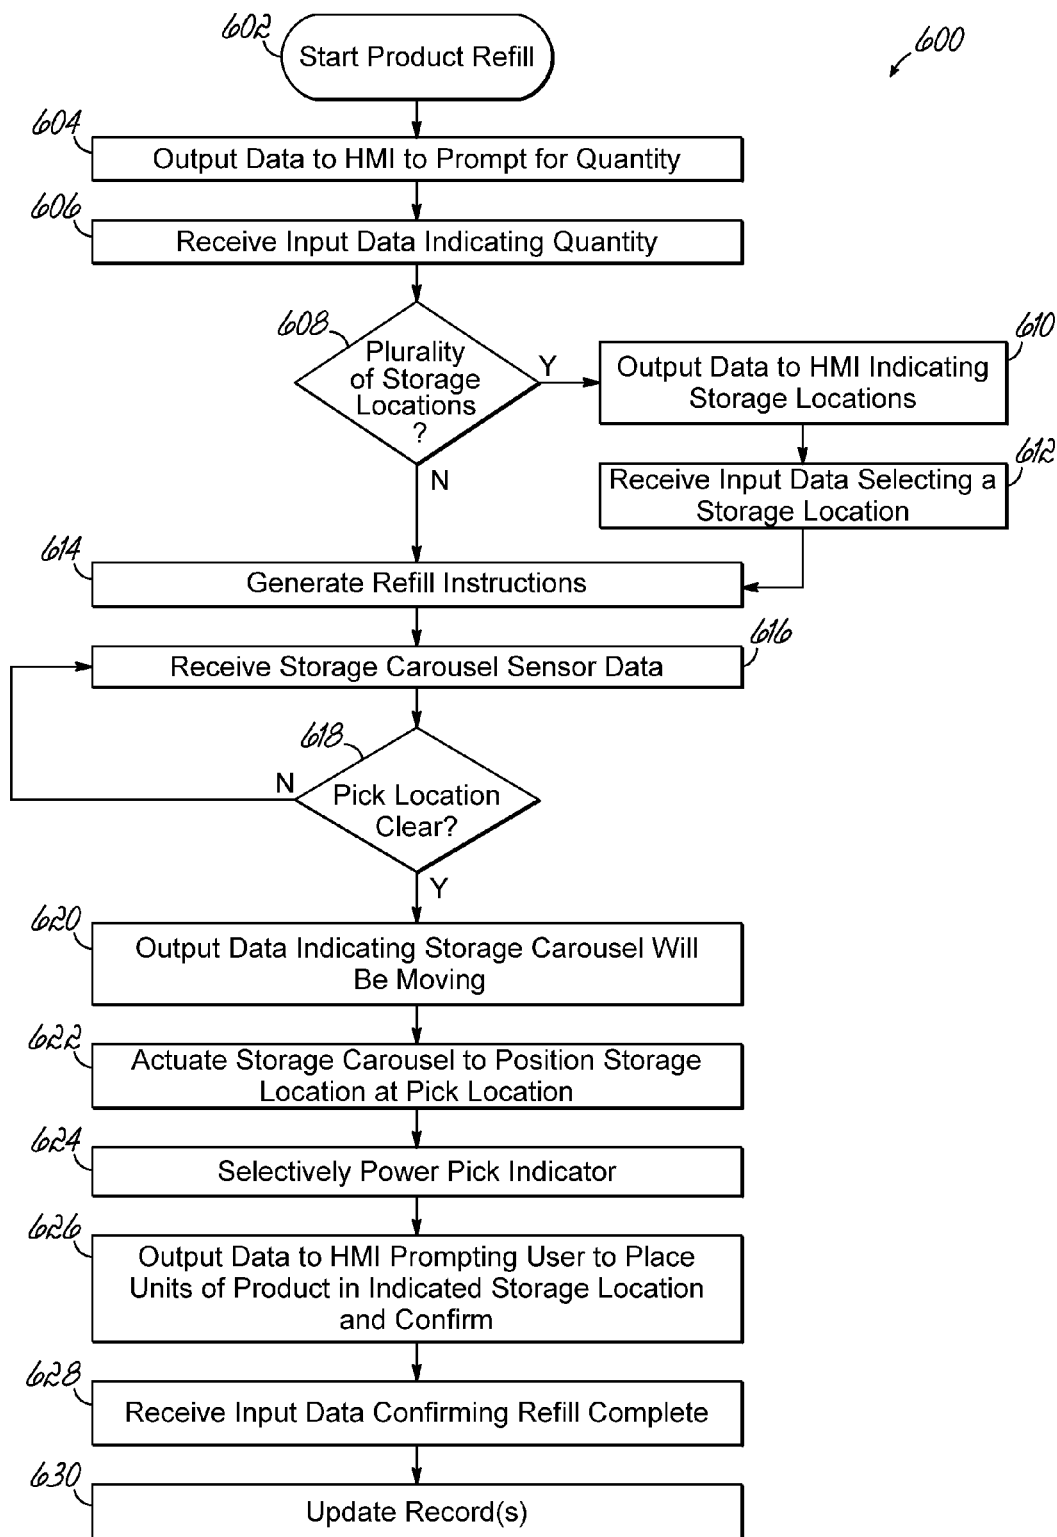 602
Start Product Refill
600
604
Output Data to HMI to Prompt for Quantity
606
Receive Input Data Indicating Quantity
608
Plurality
of Storage
Locations
?
Y
N
610
Output Data to HMI Indicating
Storage Locations
612
Receive Input Data Selecting a
Storage Location
614
Generate Refill Instructions
616
Receive Storage Carousel Sensor Data
618
Pick Location
Clear?
N
Y
620
Output Data Indicating Storage Carousel Will
Be Moving
622
Actuate Storage Carousel to Position Storage
Location at Pick Location
624
Selectively Power Pick Indicator
626
Output Data to HMI Prompting User to Place
Units of Product in Indicated Storage Location
and Confirm
628
Receive Input Data Confirming Refill Complete
630
Update Record(s)